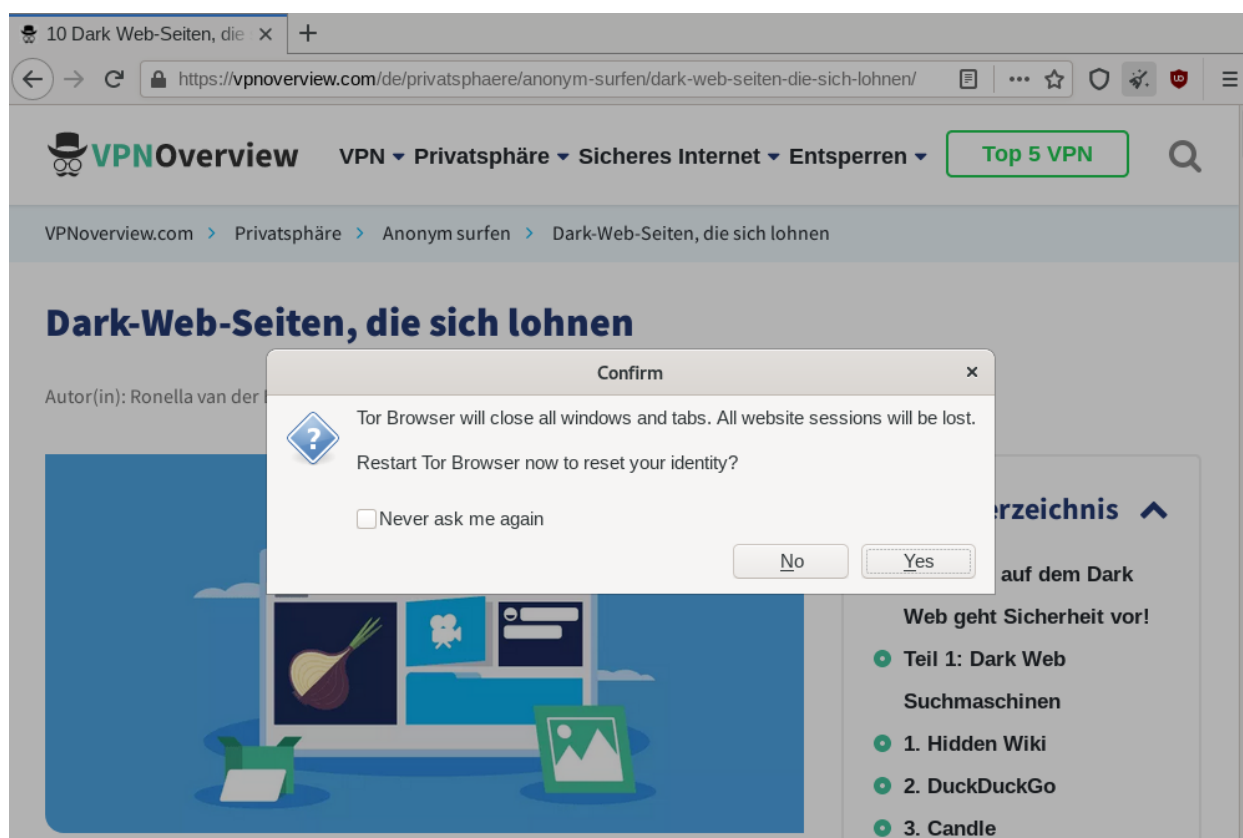 10 Dark Web-Seiten, die
https://vpnoverview.com/de/privatsphaere/anonym-surfen/dark-web-seiten-die-sich-lohnen/
VPNOverview VPN Privatsphäre Sicheres Internet Entsperren Top 5 VPN
VPNoverview.com > Privatsphäre > Anonym surfen > Dark-Web-Seiten, die sich lohnen
Dark-Web-Seiten, die sich lohnen
Autor(in): Ronella van der
Confirm
Tor Browser will close all windows and tabs. All website sessions will be lost.
Restart Tor Browser now to reset your identity?
Never ask me again
No Yes
erzeichnis
auf dem Dark
Web geht Sicherheit vor!
Teil 1: Dark Web
Suchmaschinen
1. Hidden Wiki
2. DuckDuckGo
3. Candle